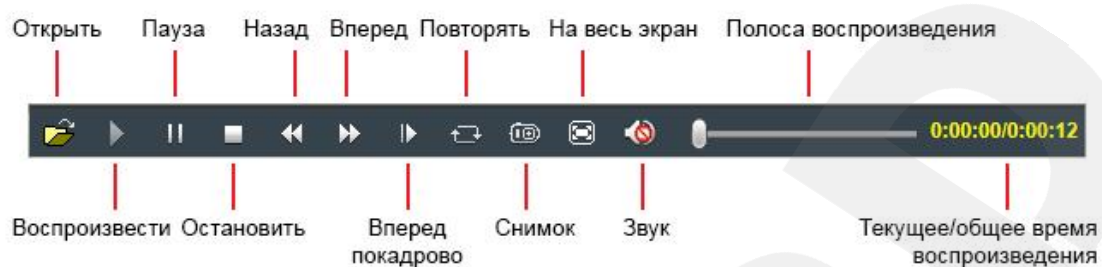 Открыть Пауза Назад Вперед Повторять На весь экран Полоса воспроизведения
0:00:00/0:00:12
Воспроизвести Остановить Вперед покадрово Снимок Звук Текущее/общее время воспроизведения